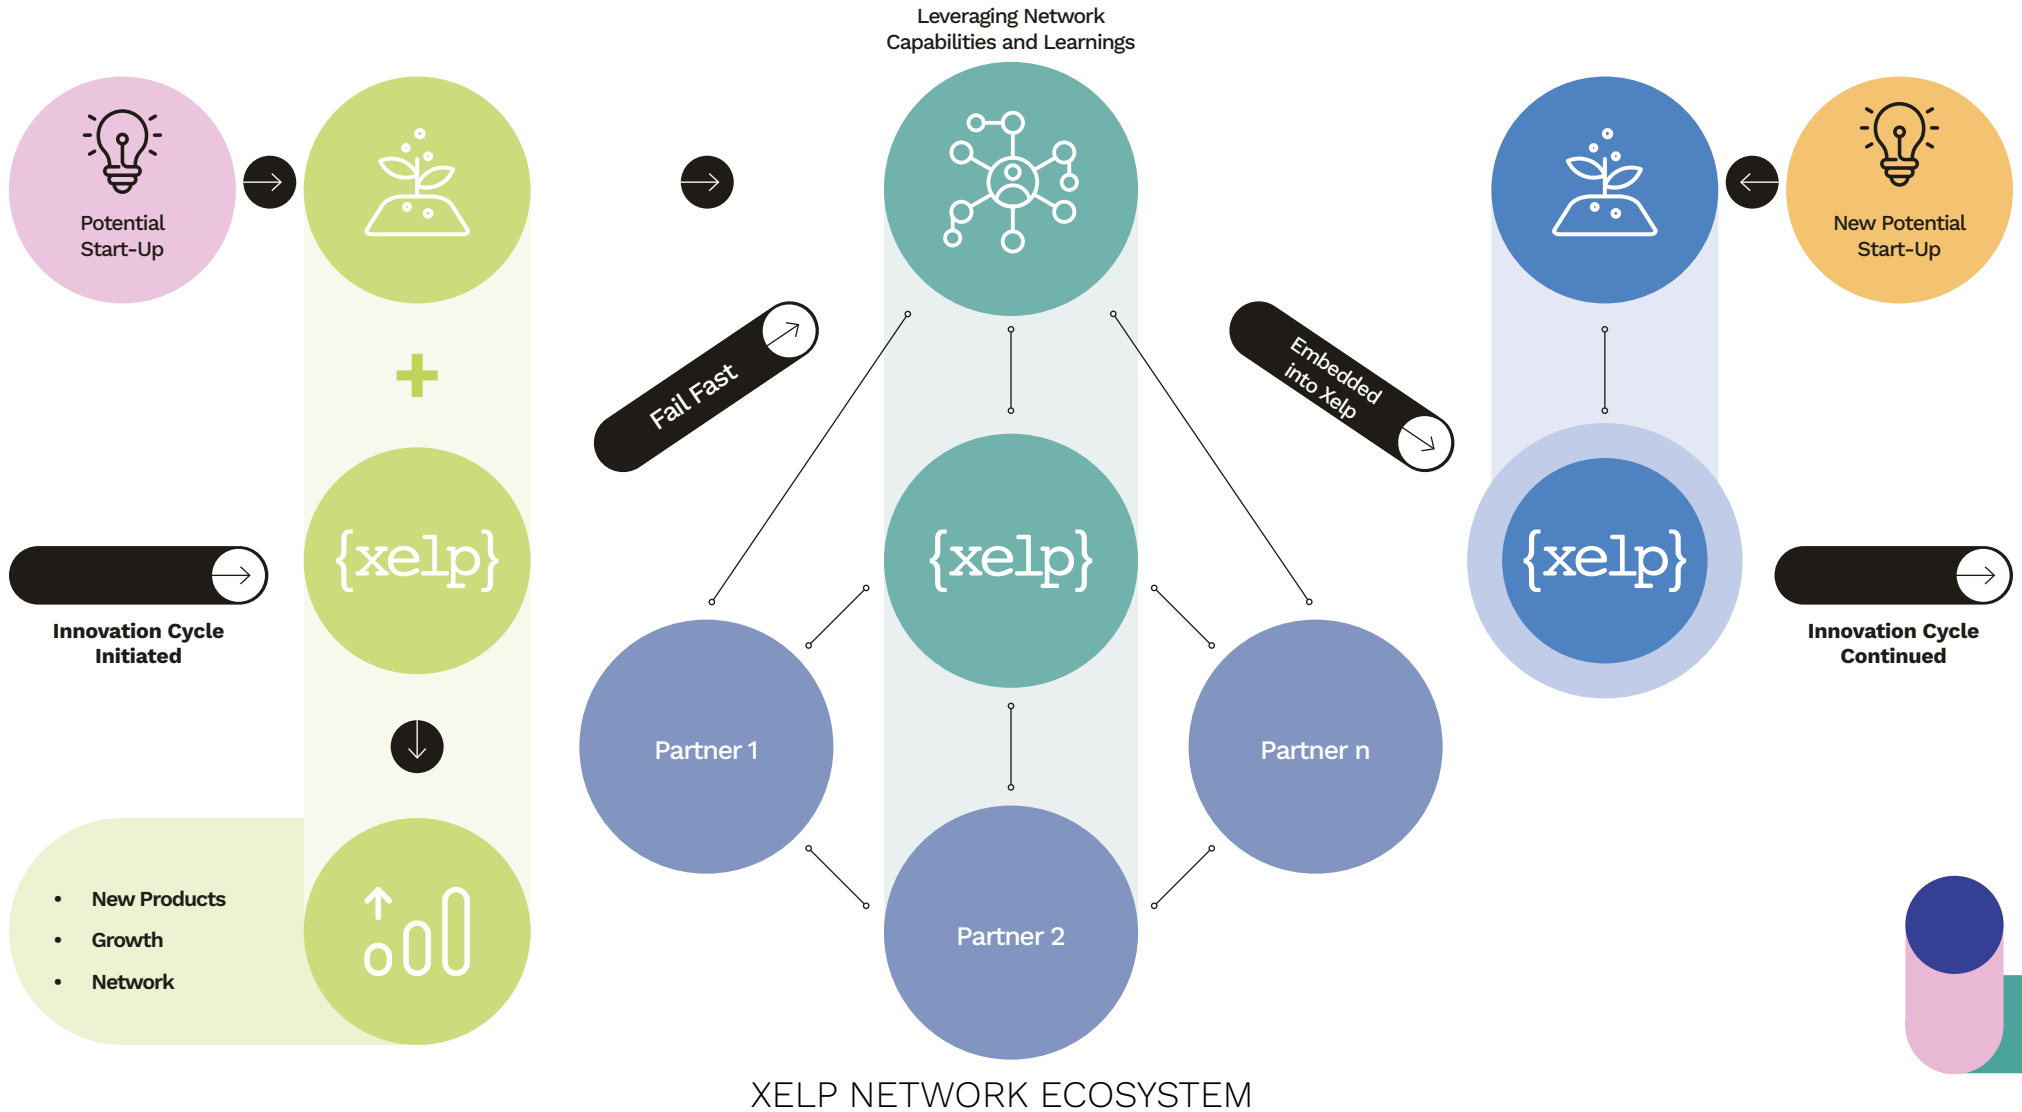 Leveraging Network
Capabilities and Learnings
Potential
Start-Up
New Potential
Start-Up
Fail Fast
Embedded
into Xelp
{xelp}
{xelp}
{xelp}
Innovation Cycle
Initiated
Innovation Cycle
Continued
Partner 1
Partner n
Partner 2
• New Products
• Growth
• Network
XELP NETWORK ECOSYSTEM